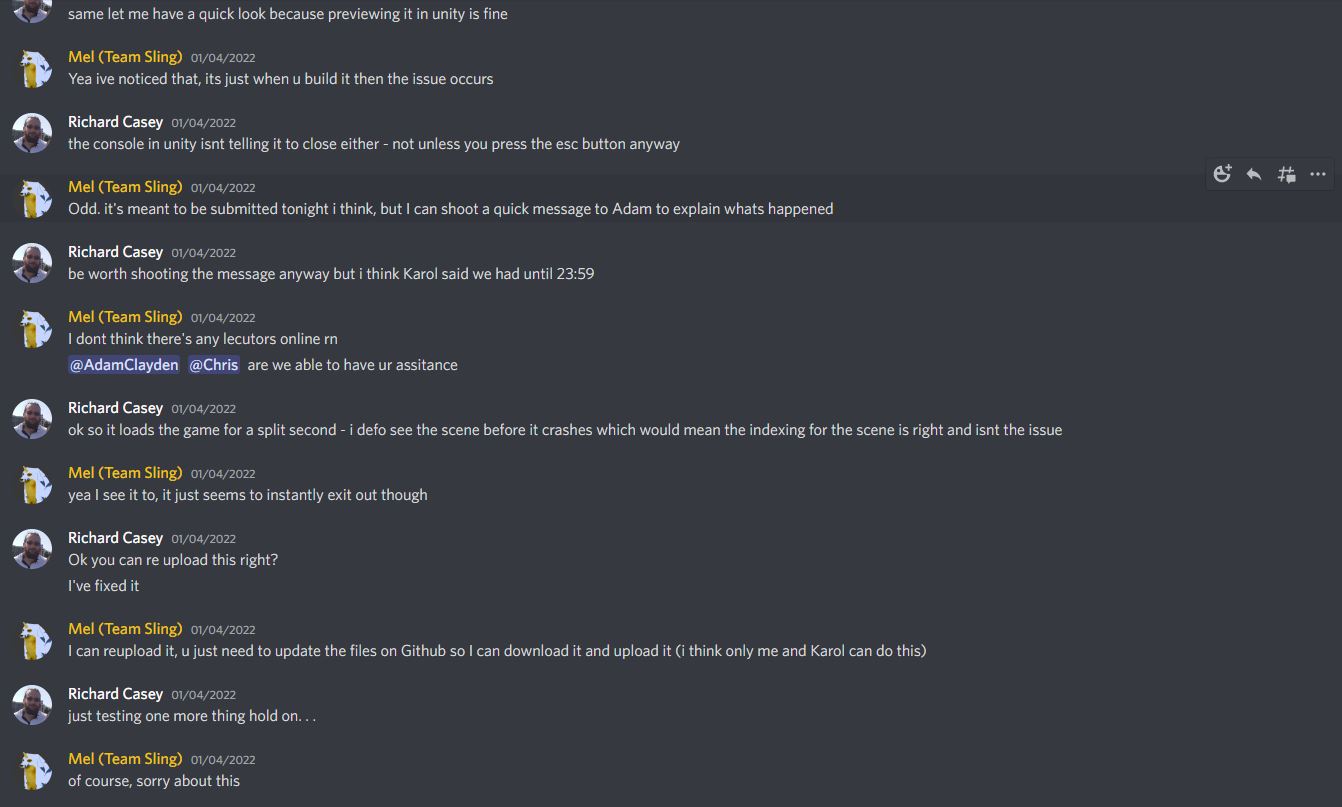 same let me have a quick look because previewing it in unity is fine
Mel (Team Sling) 01/04/2022
Yea ive noticed that, its just when u build it then the issue occurs
Richard Casey 01/04/2022
the console in unity isnt telling it to close either - not unless you press the esc button anyway
Mel (Team Sling) 01/04/2022
Odd. it's meant to be submitted tonight i think, but I can shoot a quick message to Adam to explain whats happened
Richard Casey 01/04/2022
be worth shooting the message anyway but i think Karol said we had until 23:59
Mel (Team Sling) 01/04/2022
I dont think there's any lecutors online rn
@AdamClayden @Chris are we able to have ur assitance
Richard Casey 01/04/2022
ok so it loads the game for a split second - i defo see the scene before it crashes which would mean the indexing for the scene is right and isnt the issue
Mel (Team Sling) 01/04/2022
yea I see it to, it just seems to instantly exit out though
Richard Casey 01/04/2022
Ok you can re upload this right?
I've fixed it
Mel (Team Sling) 01/04/2022
I can reupload it, u just need to update the files on Github so I can download it and upload it (i think only me and Karol can do this)
Richard Casey 01/04/2022
just testing one more thing hold on. . .
Mel (Team Sling) 01/04/2022
of course, sorry about this